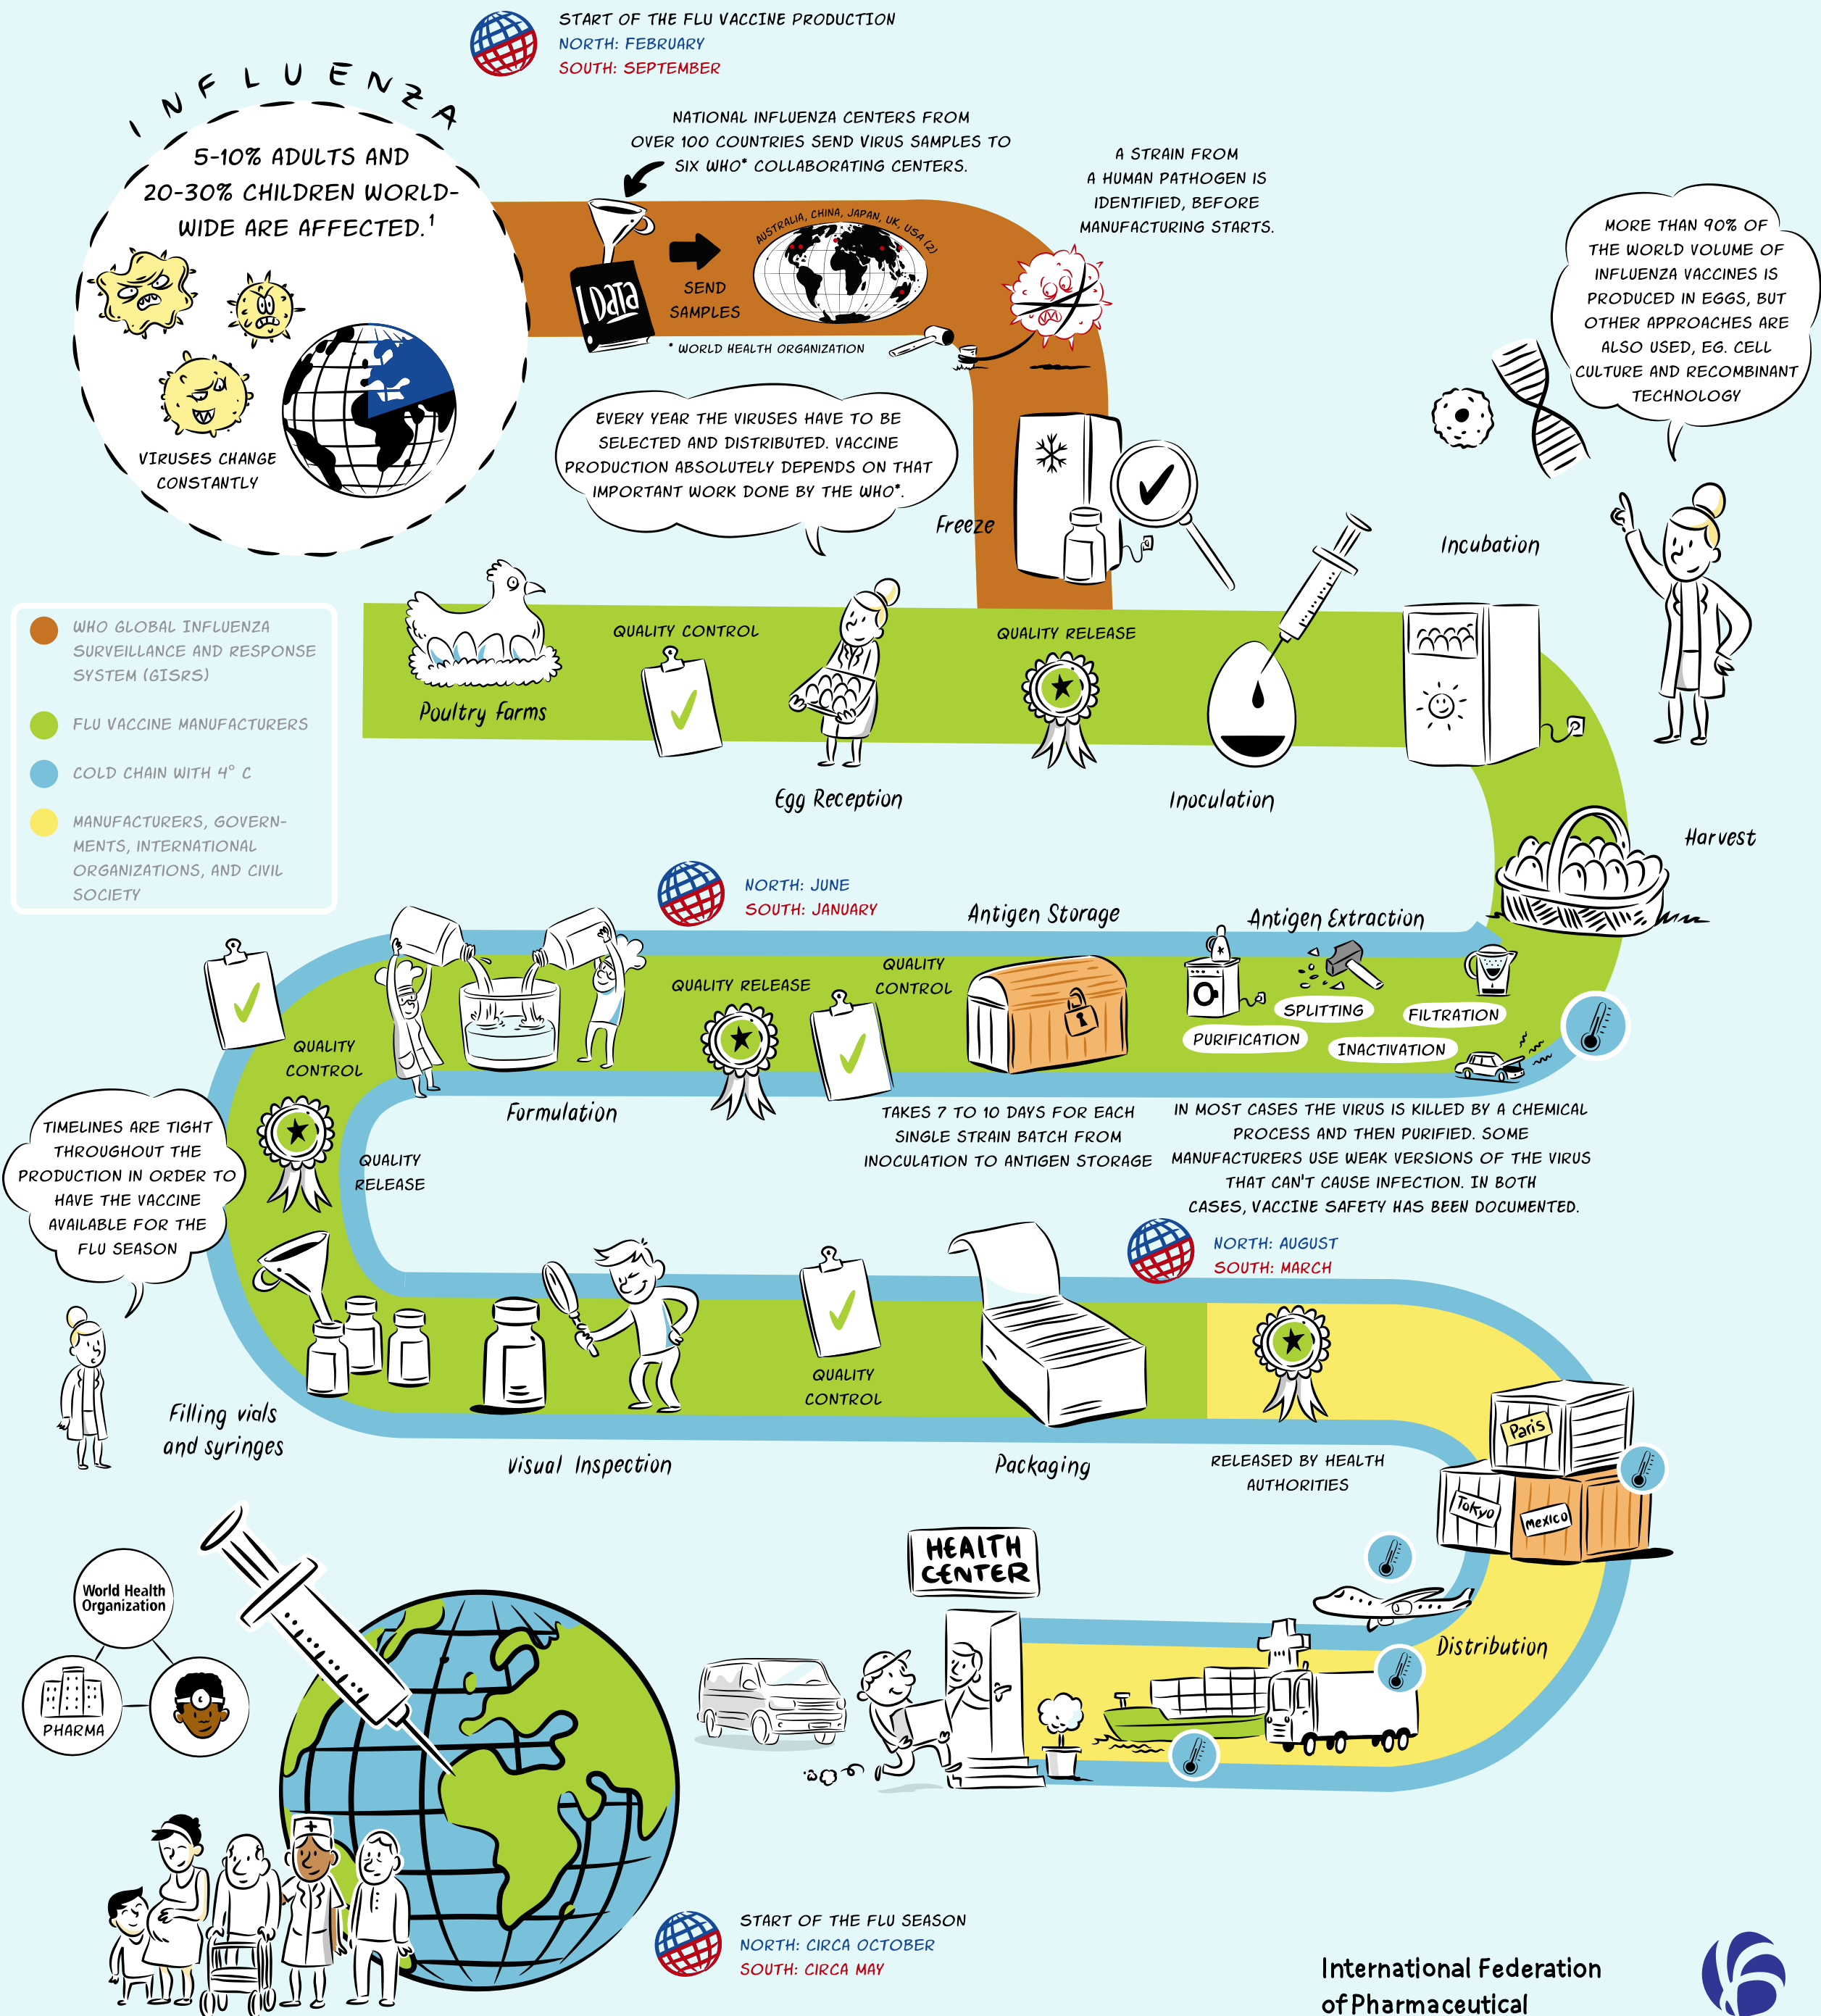 START OF THE FLU VACCINE PRODUCTION
NORTH: FEBRUARY
SOUTH: SEPTEMBER
INFLUENZA
5-10% ADULTS AND
20-30% CHILDREN WORLD-
WIDE ARE AFFECTED.¹
VIRUSES CHANGE
CONSTANTLY
NATIONAL INFLUENZA CENTERS FROM
OVER 100 COUNTRIES SEND VIRUS SAMPLES TO
SIX WHO* COLLABORATING CENTERS.
DATA
SEND
SAMPLES
AUSTRALIA, CHINA, JAPAN, UK, USA (2)
* WORLD HEALTH ORGANIZATION
A STRAIN FROM
A HUMAN PATHOGEN IS
IDENTIFIED, BEFORE
MANUFACTURING STARTS.
MORE THAN 90% OF
THE WORLD VOLUME OF
INFLUENZA VACCINES IS
PRODUCED IN EGGS, BUT
OTHER APPROACHES ARE
ALSO USED, EG. CELL
CULTURE AND RECOMBINANT
TECHNOLOGY
EVERY YEAR THE VIRUSES HAVE TO BE
SELECTED AND DISTRIBUTED. VACCINE
PRODUCTION ABSOLUTELY DEPENDS ON THAT
IMPORTANT WORK DONE BY THE WHO*.
Freeze
Incubation
WHO GLOBAL INFLUENZA
SURVEILLANCE AND RESPONSE
SYSTEM (GISRS)
FLU VACCINE MANUFACTURERS
COLD CHAIN WITH 4° C
MANUFACTURERS, GOVERN-
MENTS, INTERNATIONAL
ORGANIZATIONS, AND CIVIL
SOCIETY
Poultry farms
QUALITY CONTROL
Egg Reception
QUALITY RELEASE
Inoculation
Harvest
NORTH: JUNE
SOUTH: JANUARY
Antigen Storage
Antigen Extraction
SPLITTING
FILTRATION
PURIFICATION
INACTIVATION
QUALITY
CONTROL
QUALITY RELEASE
Formulation
QUALITY
CONTROL
QUALITY
RELEASE
TAKES 7 TO 10 DAYS FOR EACH
SINGLE STRAIN BATCH FROM
INOCULATION TO ANTIGEN STORAGE
IN MOST CASES THE VIRUS IS KILLED BY A CHEMICAL
PROCESS AND THEN PURIFIED. SOME
MANUFACTURERS USE WEAK VERSIONS OF THE VIRUS
THAT CAN'T CAUSE INFECTION. IN BOTH
CASES, VACCINE SAFETY HAS BEEN DOCUMENTED.
TIMELINES ARE TIGHT
THROUGHOUT THE
PRODUCTION IN ORDER TO
HAVE THE VACCINE
AVAILABLE FOR THE
FLU SEASON
NORTH: AUGUST
SOUTH: MARCH
Filling vials
and syringes
Visual Inspection
QUALITY
CONTROL
Packaging
RELEASED BY HEALTH
AUTHORITIES
Paris
Tokyo
Mexico
Distribution
HEALTH
CENTER
World Health
Organization
PHARMA
START OF THE FLU SEASON
NORTH: CIRCA OCTOBER
SOUTH: CIRCA MAY
International Federation
of Pharmaceutical